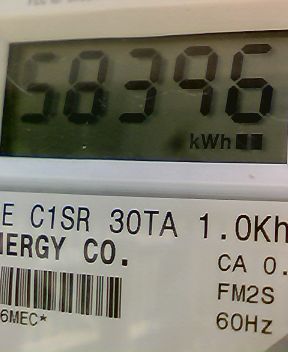 58396
kWh
E C1SR 30TA 1.0Kh
NERGY CO.
CA 0.
FM2S
6MEC*
60Hz